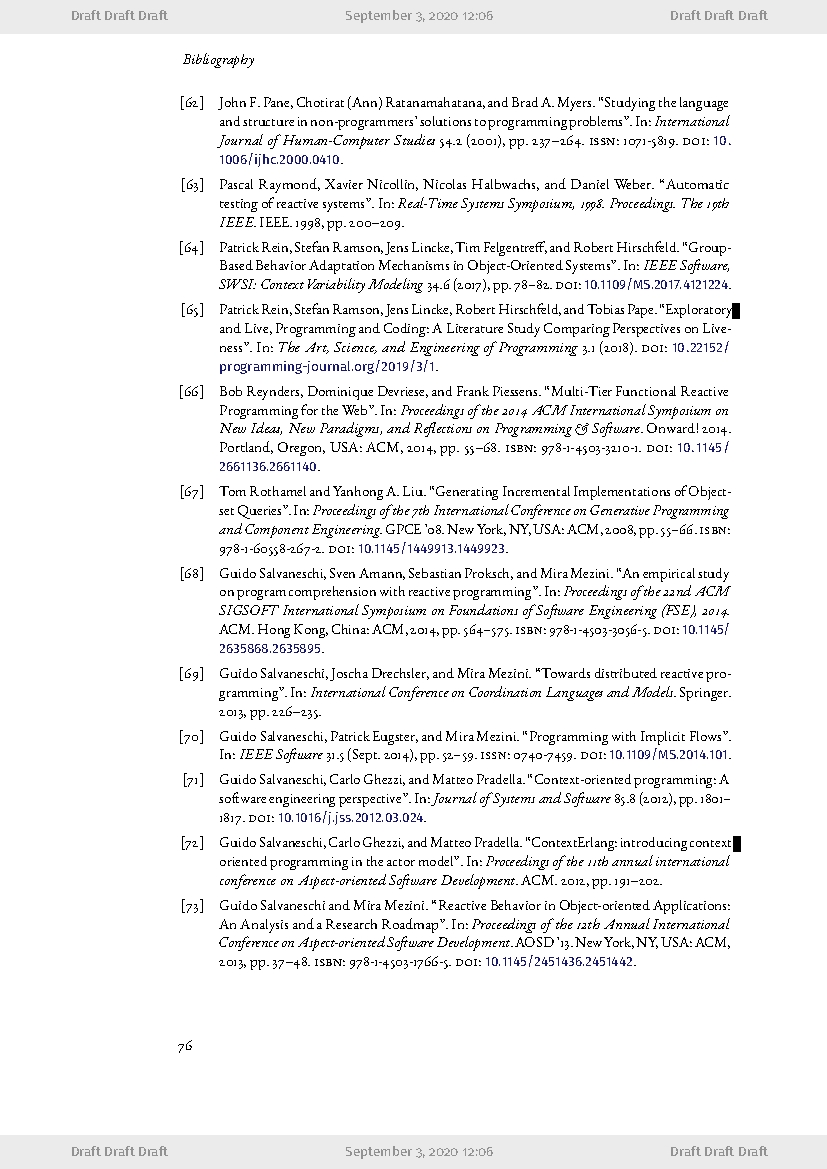 Draft Draft Draft September 3, 2020 12:06 Draft Draft Draft
Bibliography
[62] John F. Pane, Chotirat (Ann) Ratanamahatana, and Brad A. Myers. “Studying the language
and structure in non-programmers’ solutions to programming problems”. In: International
Journal of Human-Computer Studies 54.2 (2001), pp. 237–264. ISSN: 1071-5819. DOI: 10.
1006/ijhc.2000.0410.
[63] Pascal Raymond, Xavier Nicollin, Nicolas Halbwachs, and Daniel Weber. “Automatic
testing of reactive systems”. In: Real-Time Systems Symposium, 1998. Proceedings. The 19th
IEEE. IEEE. 1998, pp. 200–209.
[64] Patrick Rein, Stefan Ramson, Jens Lincke, Tim Felgentreff, and Robert Hirschfeld. “Group-
Based Behavior Adaptation Mechanisms in Object-Oriented Systems”. In: IEEE Software,
SWSI: Context Variability Modeling 34.6 (2017), pp. 78–82. DOI: 10.1109/MS.2017.4121224.
[65] Patrick Rein, Stefan Ramson, Jens Lincke, Robert Hirschfeld, and Tobias Pape. “Exploratory
and Live, Programming and Coding: A Literature Study Comparing Perspectives on Live-
ness”. In: The Art, Science, and Engineering of Programming 3.1 (2018). DOI: 10.22152/
programming-journal.org/2019/3/1.
[66] Bob Reynders, Dominique Devriese, and Frank Piessens. “Multi-Tier Functional Reactive
Programming for the Web”. In: Proceedings of the 2014 ACM International Symposium on
New Ideas, New Paradigms, and Reflections on Programming & Software. Onward! 2014.
Portland, Oregon, USA: ACM, 2014, pp. 55–68. ISBN: 978-1-4503-3210-1. DOI: 10.1145/
2661136.2661140.
[67] Tom Rothamel and Yanhong A. Liu. “Generating Incremental Implementations of Object-
set Queries”. In: Proceedings of the 7th International Conference on Generative Programming
and Component Engineering. GPCE ’08. New York, NY, USA: ACM, 2008, pp. 55–66. ISBN:
978-1-60558-267-2. DOI: 10.1145/1449913.1449923.
[68] Guido Salvaneschi, Sven Amann, Sebastian Proksch, and Mira Mezini. “An empirical study
on program comprehension with reactive programming”. In: Proceedings of the 22nd ACM
SIGSOFT International Symposium on Foundations of Software Engineering (FSE), 2014.
ACM. Hong Kong, China: ACM, 2014, pp. 564–575. ISBN: 978-1-4503-3056-5. DOI: 10.1145/
2635868.2635895.
[69] Guido Salvaneschi, Joscha Drechsler, and Mira Mezini. “Towards distributed reactive pro-
gramming”. In: International Conference on Coordination Languages and Models. Springer.
2013, pp. 226–235.
[70] Guido Salvaneschi, Patrick Eugster, and Mira Mezini. “Programming with Implicit Flows”.
In: IEEE Software 31.5 (Sept. 2014), pp. 52–59. ISSN: 0740-7459. DOI: 10.1109/MS.2014.101.
[71] Guido Salvaneschi, Carlo Ghezzi, and Matteo Pradella. “Context-oriented programming: A
software engineering perspective”. In: Journal of Systems and Software 85.8 (2012), pp. 1801–
1817. DOI: 10.1016/j.jss.2012.03.024.
[72] Guido Salvaneschi, Carlo Ghezzi, and Matteo Pradella. “ContextErlang: introducing context
oriented programming in the actor model”. In: Proceedings of the 11th annual international
conference on Aspect-oriented Software Development. ACM. 2012, pp. 191–202.
[73] Guido Salvaneschi and Mira Mezini. “Reactive Behavior in Object-oriented Applications:
An Analysis and a Research Roadmap”. In: Proceedings of the 12th Annual International
Conference on Aspect-oriented Software Development. AOSD ’13. New York, NY, USA: ACM,
2013, pp. 37–48. ISBN: 978-1-4503-1766-5. DOI: 10.1145/2451436.2451442.
76
Draft Draft Draft September 3, 2020 12:06 Draft Draft Draft